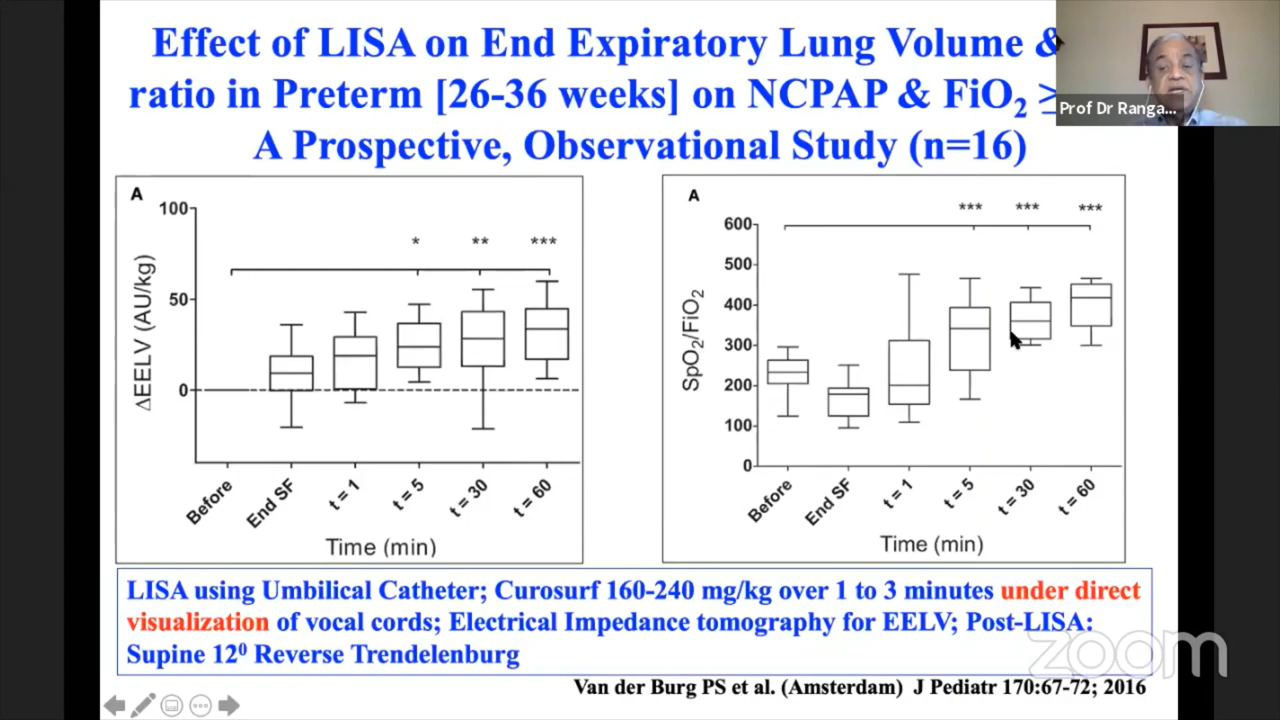 Effect of LISA on End Expiratory Lung Volume &
ratio in Preterm [26-36 weeks] on NCPAP & FiO₂ ≥
A Prospective, Observational Study (n=16)
Prof Dr Ranga...
A
100
50
0
ΔEELV (AU/kg)
* ** ***
Before End SF t = 1 t = 5 t = 30 t = 60
Time (min)
A
600
500
400
300
200
100
0
SpO₂/FiO₂
*** *** ***
Before End SF t = 1 t = 5 t = 30 t = 60
Time (min)
LISA using Umbilical Catheter; Curosurf 160-240 mg/kg over 1 to 3 minutes under direct
visualization of vocal cords; Electrical Impedance tomography for EELV; Post-LISA:
Supine 12⁰ Reverse Trendelenburg
zoom
Van der Burg PS et al. (Amsterdam) J Pediatr 170:67-72; 2016